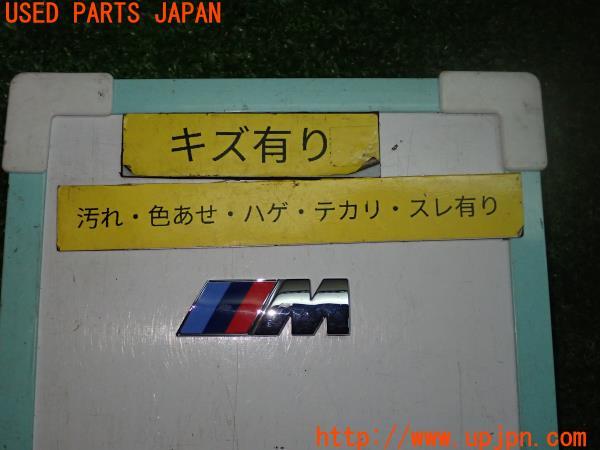 USED PARTS JAPAN
キズ有り
汚れ・色あせ・ハゲ・テカリ・スレ有り
M
http://www.upjpn.com/